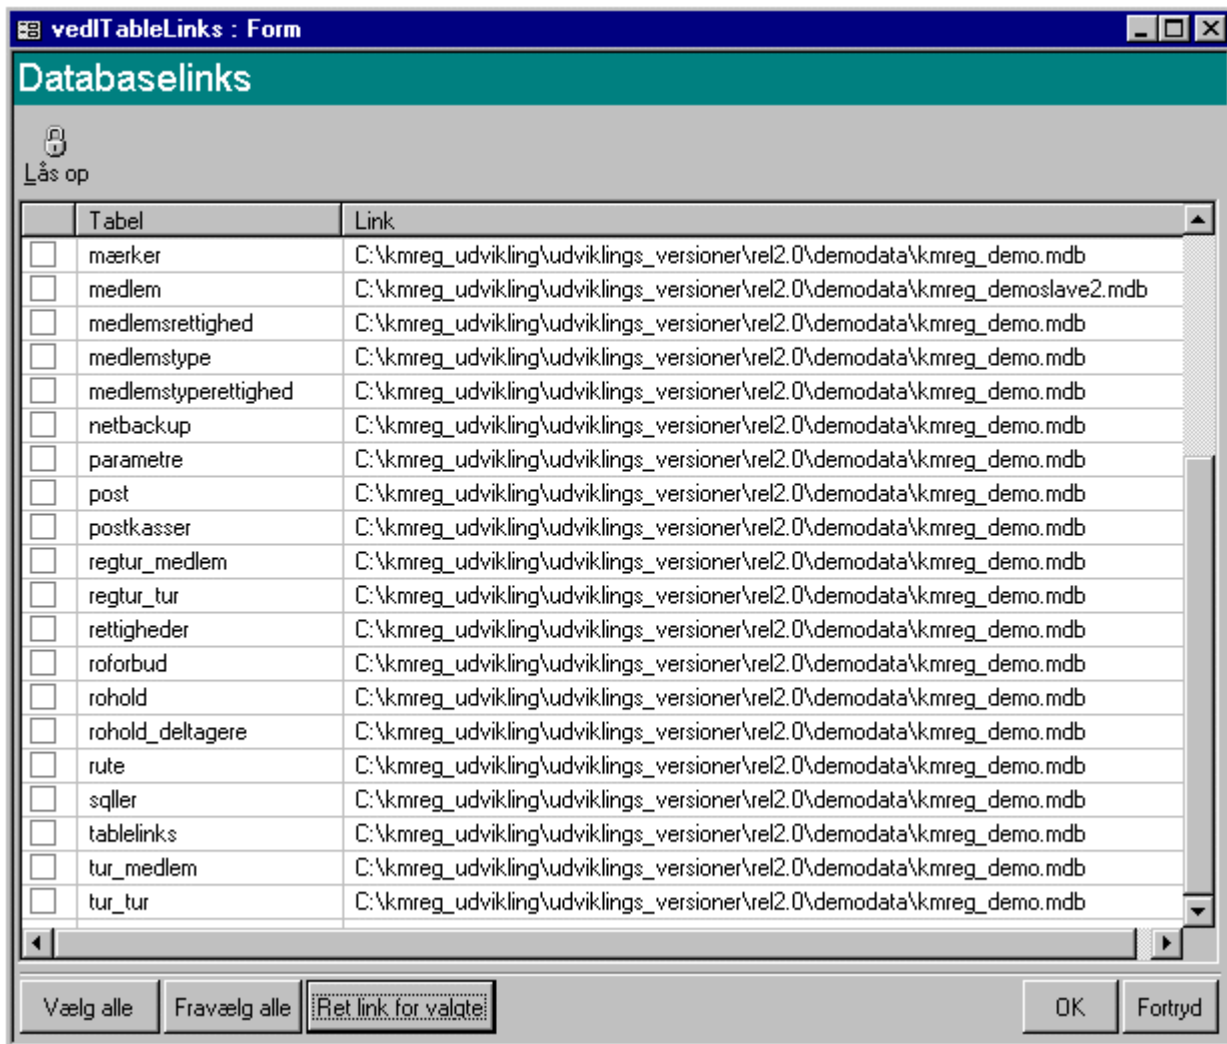 vedlTableLinks : Form
Databaselinks
Lås op
Tabel Link
mærker C:\kmreg_udvikling\udviklings_versioner\rel2.0\demodata\kmreg_demo.mdb
medlem C:\kmreg_udvikling\udviklings_versioner\rel2.0\demodata\kmreg_demoslave2.mdb
medlemsrettighed C:\kmreg_udvikling\udviklings_versioner\rel2.0\demodata\kmreg_demo.mdb
medlemstype C:\kmreg_udvikling\udviklings_versioner\rel2.0\demodata\kmreg_demo.mdb
medlemstyperettighed C:\kmreg_udvikling\udviklings_versioner\rel2.0\demodata\kmreg_demo.mdb
netbackup C:\kmreg_udvikling\udviklings_versioner\rel2.0\demodata\kmreg_demo.mdb
parametre C:\kmreg_udvikling\udviklings_versioner\rel2.0\demodata\kmreg_demo.mdb
post C:\kmreg_udvikling\udviklings_versioner\rel2.0\demodata\kmreg_demo.mdb
postkasser C:\kmreg_udvikling\udviklings_versioner\rel2.0\demodata\kmreg_demo.mdb
regtur_medlem C:\kmreg_udvikling\udviklings_versioner\rel2.0\demodata\kmreg_demo.mdb
regtur_tur C:\kmreg_udvikling\udviklings_versioner\rel2.0\demodata\kmreg_demo.mdb
rettigheder C:\kmreg_udvikling\udviklings_versioner\rel2.0\demodata\kmreg_demo.mdb
roforbud C:\kmreg_udvikling\udviklings_versioner\rel2.0\demodata\kmreg_demo.mdb
rohold C:\kmreg_udvikling\udviklings_versioner\rel2.0\demodata\kmreg_demo.mdb
rohold_deltagere C:\kmreg_udvikling\udviklings_versioner\rel2.0\demodata\kmreg_demo.mdb
rute C:\kmreg_udvikling\udviklings_versioner\rel2.0\demodata\kmreg_demo.mdb
sqller C:\kmreg_udvikling\udviklings_versioner\rel2.0\demodata\kmreg_demo.mdb
tablelinks C:\kmreg_udvikling\udviklings_versioner\rel2.0\demodata\kmreg_demo.mdb
tur_medlem C:\kmreg_udvikling\udviklings_versioner\rel2.0\demodata\kmreg_demo.mdb
tur_tur C:\kmreg_udvikling\udviklings_versioner\rel2.0\demodata\kmreg_demo.mdb
Vælg alle Fravælg alle Ret link for valgte OK Fortryd